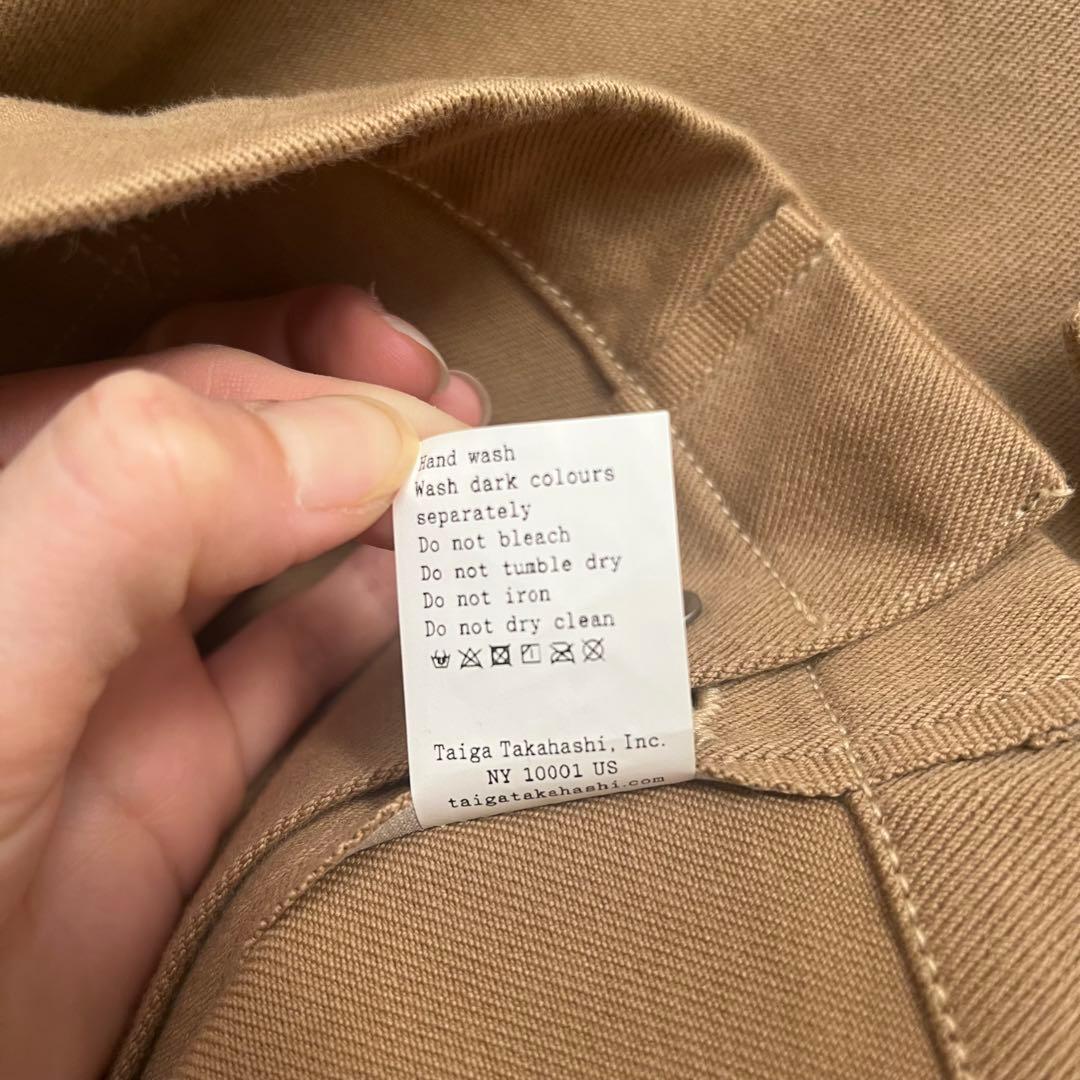 Hand wash
Wash dark colours
separately
Do not bleach
Do not tumble dry
Do not iron
Do not dry clean
Taiga Takahashi, Inc.
NY 10001 US
taigatakahashi.com